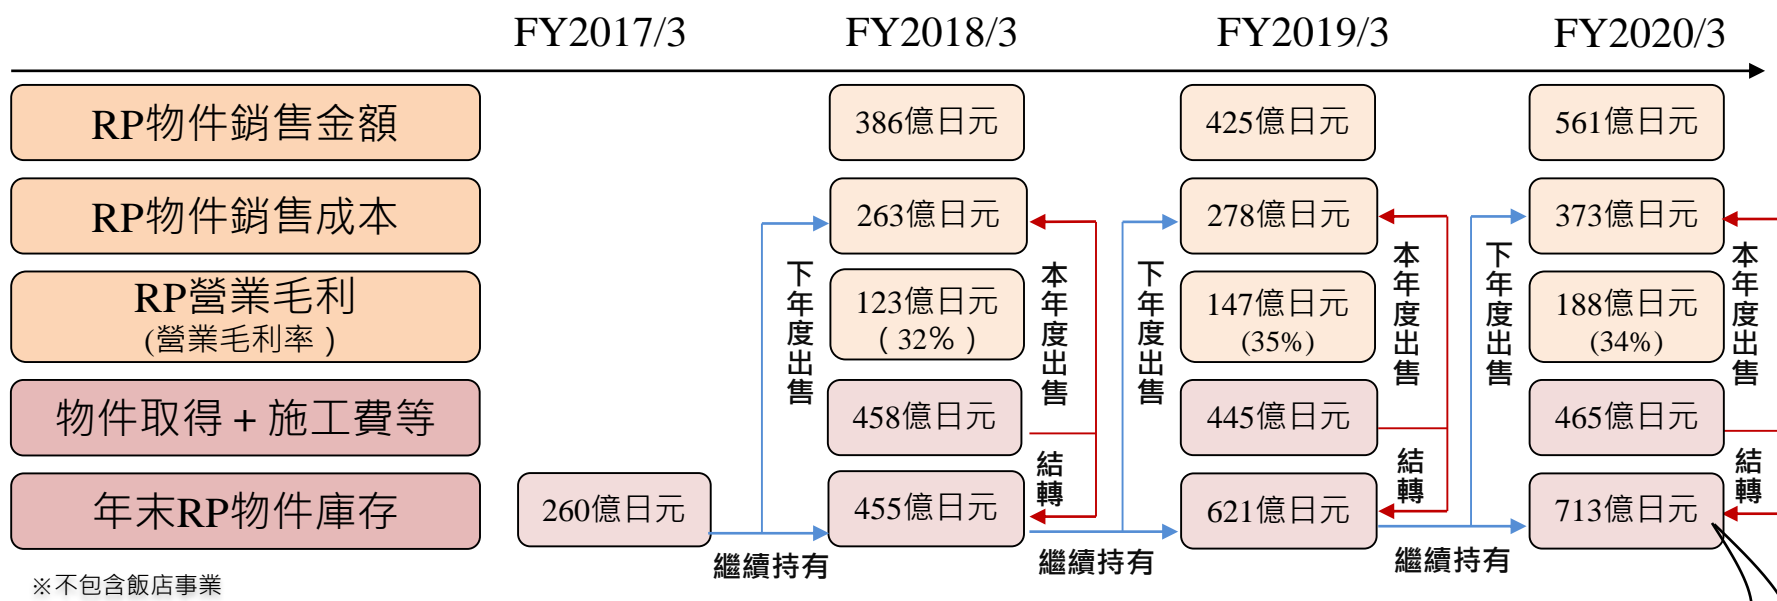 FY2017/3 FY2018/3 FY2019/3 FY2020/3
RP物件銷售金額 386億日元 425億日元 561億日元
RP物件銷售成本 263億日元 278億日元 373億日元
RP營業毛利
(營業毛利率)
123億日元
(32%)
147億日元
(35%)
188億日元
(34%)
下年度出售
本年度出售
下年度出售
本年度出售
下年度出售
本年度出售
物件取得+施工費等 458億日元 445億日元 465億日元
結轉
結轉
結轉
年末RP物件庫存 260億日元 455億日元 621億日元 713億日元
繼續持有 繼續持有 繼續持有
※不包含飯店事業